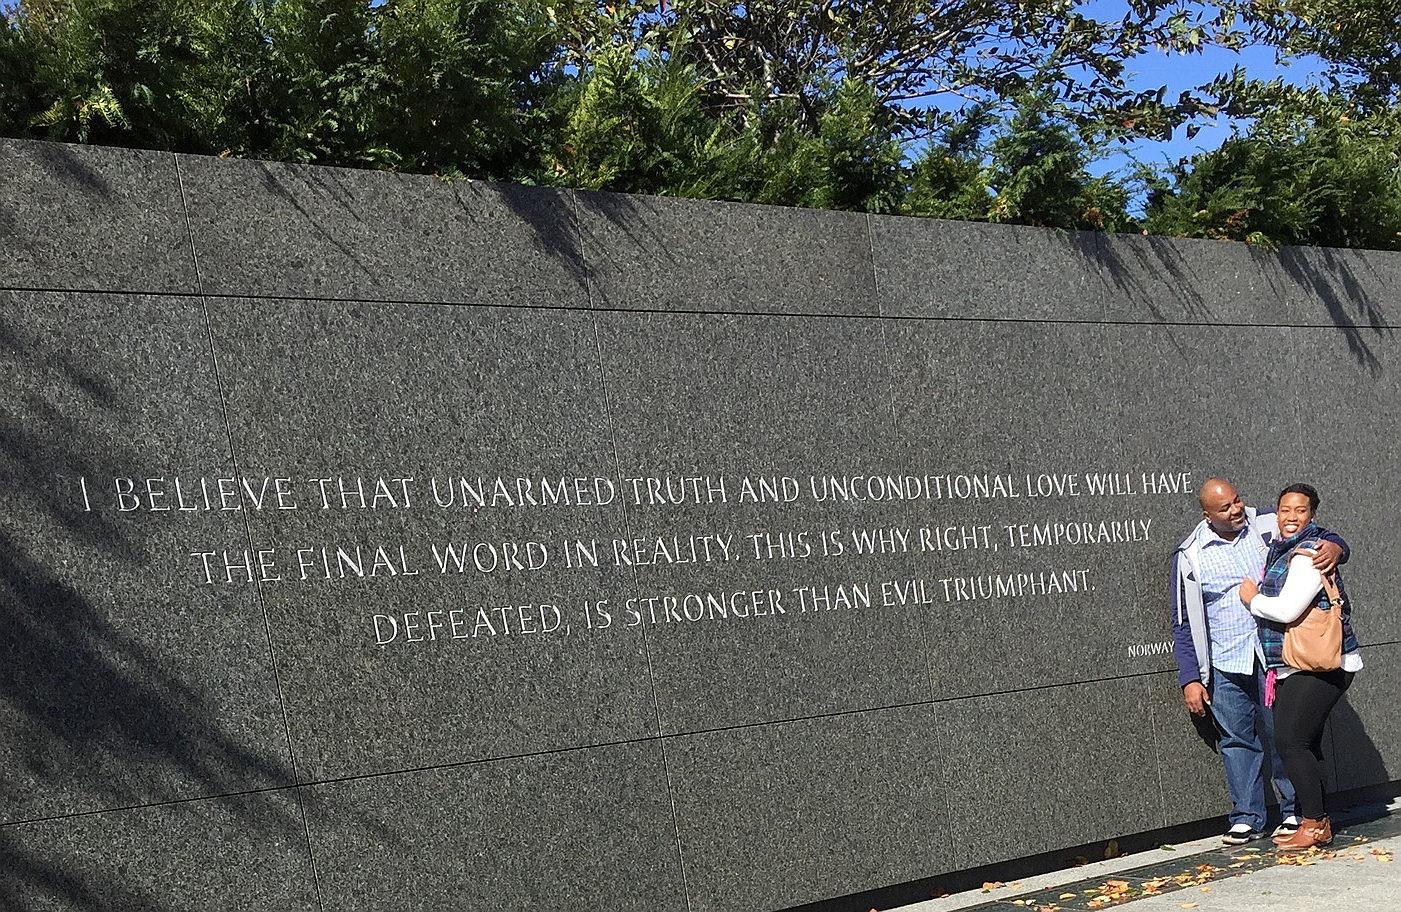 I BELIEVE THAT UNARMED TRUTH AND UNCONDITIONAL LOVE WILL HAVE
THE FINAL WORD IN REALITY. THIS IS WHY RIGHT, TEMPORARILY
DEFEATED, IS STRONGER THAN EVIL TRIUMPHANT.
NORWAY